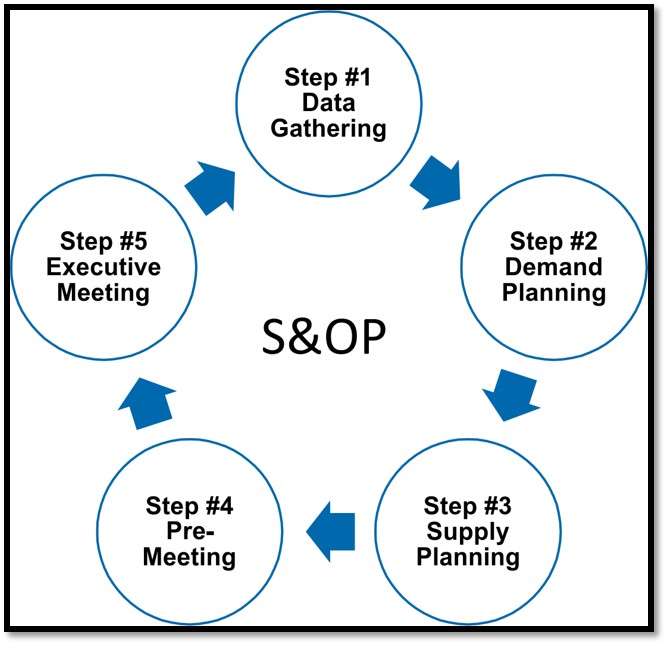 Step #1
Data
Gathering
Step #2
Demand
Planning
Step #3
Supply
Planning
Step #4
Pre-
Meeting
Step #5
Executive
Meeting
S&OP